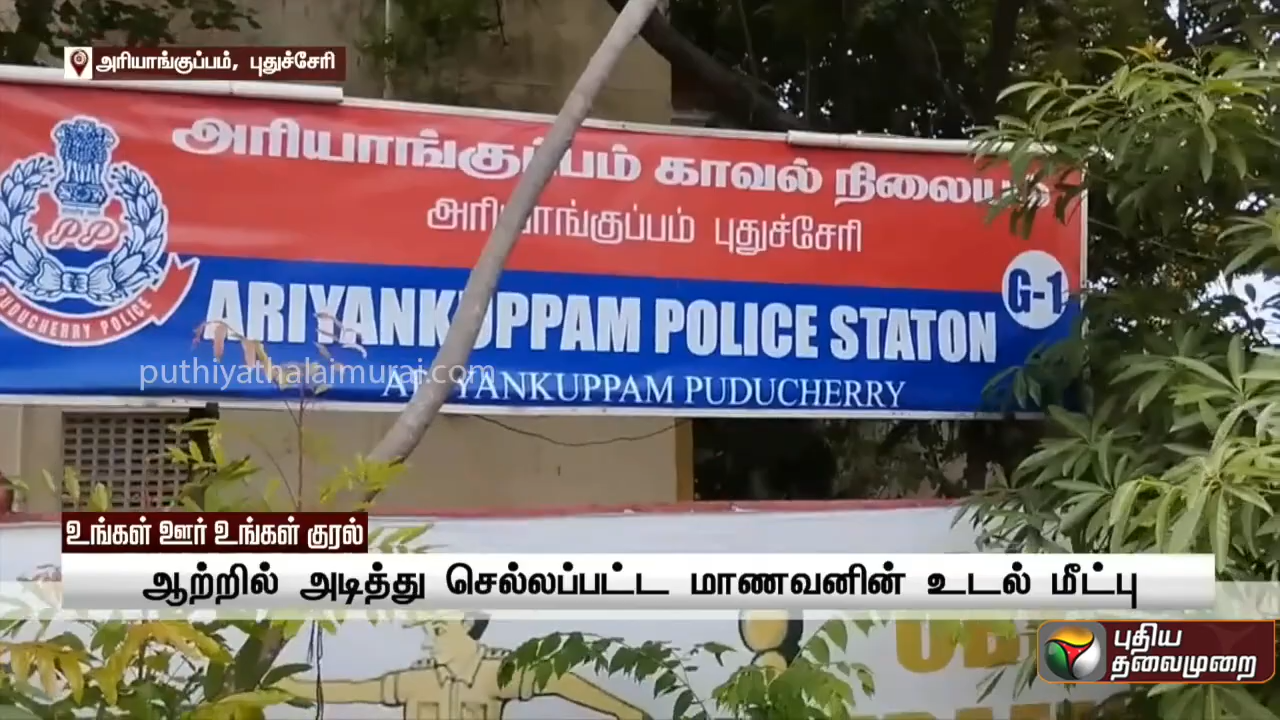 அரியாங்குப்பம், புதுச்சேரி
அரியாங்குப்பம் காவல் நிலையம்
அரியாங்குப்பம் புதுச்சேரி
G-1
PP
PUDUCHERRY POLICE
ARIYANKUPPAM POLICE STATON
puthiyathalaimurai.com
ARIYANKUPPAM PUDUCHERRY
உங்கள் ஊர் உங்கள் குரல்
ஆற்றில் அடித்து செல்லப்பட்ட மாணவனின் உடல் மீட்பு
புதிய
தலைமுறை